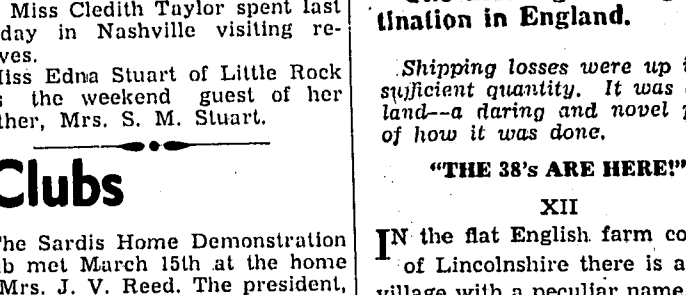 Miss Cledith Taylor spent last
day in Nashville visiting re-
ves.
iss Edna Stuart of Little Rock
the weekend guest of her
ther, Mrs. S. M. Stuart.
Clubs
he Sardis Home Demonstration
b met March 15th at the home
Mrs. J. V. Reed. The president,
tination in England.
Shipping losses were up
sufficient quantity. It was
land--a daring and novel
of how it was done.
"THE 38's ARE HERE!"
XII
IN the flat English farm co
of Lincolnshire there is a
village with a peculiar name